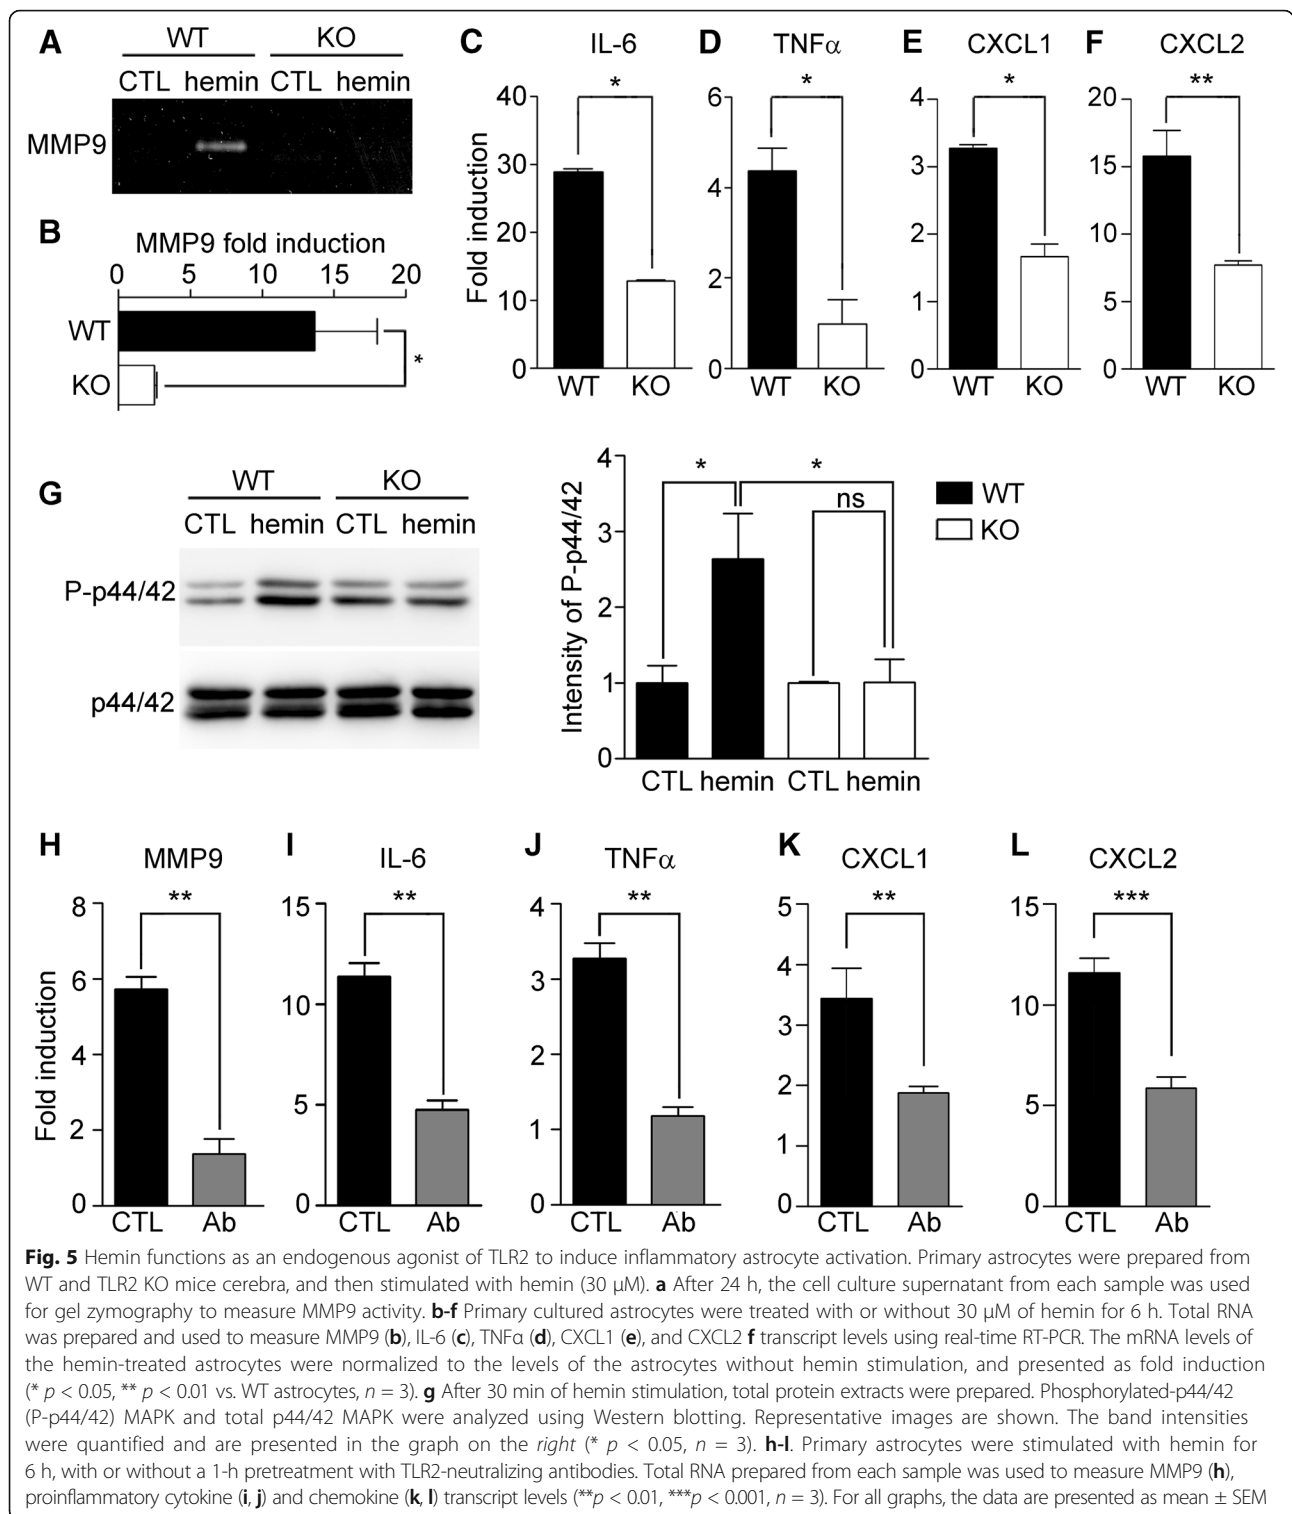 A
WT KO
CTL hemin CTL hemin
MMP9
B
MMP9 fold induction
0 5 10 15 20
WT
KO
*
C
IL-6
*
Fold induction
40
30
20
10
0
WT KO
D
TNFα
*
6
4
2
0
WT KO
E
CXCL1
*
4
3
2
1
0
WT KO
F
CXCL2
**
20
15
10
5
0
WT KO
G
WT KO
CTL hemin CTL hemin
P-p44/42
p44/42
Intensity of P-p44/42
4
3
2
1
0
*
*
ns
CTL hemin CTL hemin
WT
KO
H
MMP9
**
Fold induction
8
6
4
2
0
CTL Ab
I
IL-6
**
15
10
5
0
CTL Ab
J
TNFα
**
4
3
2
1
0
CTL Ab
K
CXCL1
**
5
4
3
2
1
0
CTL Ab
L
CXCL2
***
15
10
5
0
CTL Ab
Fig. 5 Hemin functions as an endogenous agonist of TLR2 to induce inflammatory astrocyte activation. Primary astrocytes were prepared from
WT and TLR2 KO mice cerebra, and then stimulated with hemin (30 μM). a After 24 h, the cell culture supernatant from each sample was used
for gel zymography to measure MMP9 activity. b-f Primary cultured astrocytes were treated with or without 30 μM of hemin for 6 h. Total RNA
was prepared and used to measure MMP9 (b), IL-6 (c), TNFα (d), CXCL1 (e), and CXCL2 f transcript levels using real-time RT-PCR. The mRNA levels of
the hemin-treated astrocytes were normalized to the levels of the astrocytes without hemin stimulation, and presented as fold induction
(* p < 0.05, ** p < 0.01 vs. WT astrocytes, n = 3). g After 30 min of hemin stimulation, total protein extracts were prepared. Phosphorylated-p44/42
(P-p44/42) MAPK and total p44/42 MAPK were analyzed using Western blotting. Representative images are shown. The band intensities
were quantified and are presented in the graph on the right (* p < 0.05, n = 3). h-l. Primary astrocytes were stimulated with hemin for
6 h, with or without a 1-h pretreatment with TLR2-neutralizing antibodies. Total RNA prepared from each sample was used to measure MMP9 (h),
proinflammatory cytokine (i, j) and chemokine (k, l) transcript levels (**p < 0.01, ***p < 0.001, n = 3). For all graphs, the data are presented as mean ± SEM